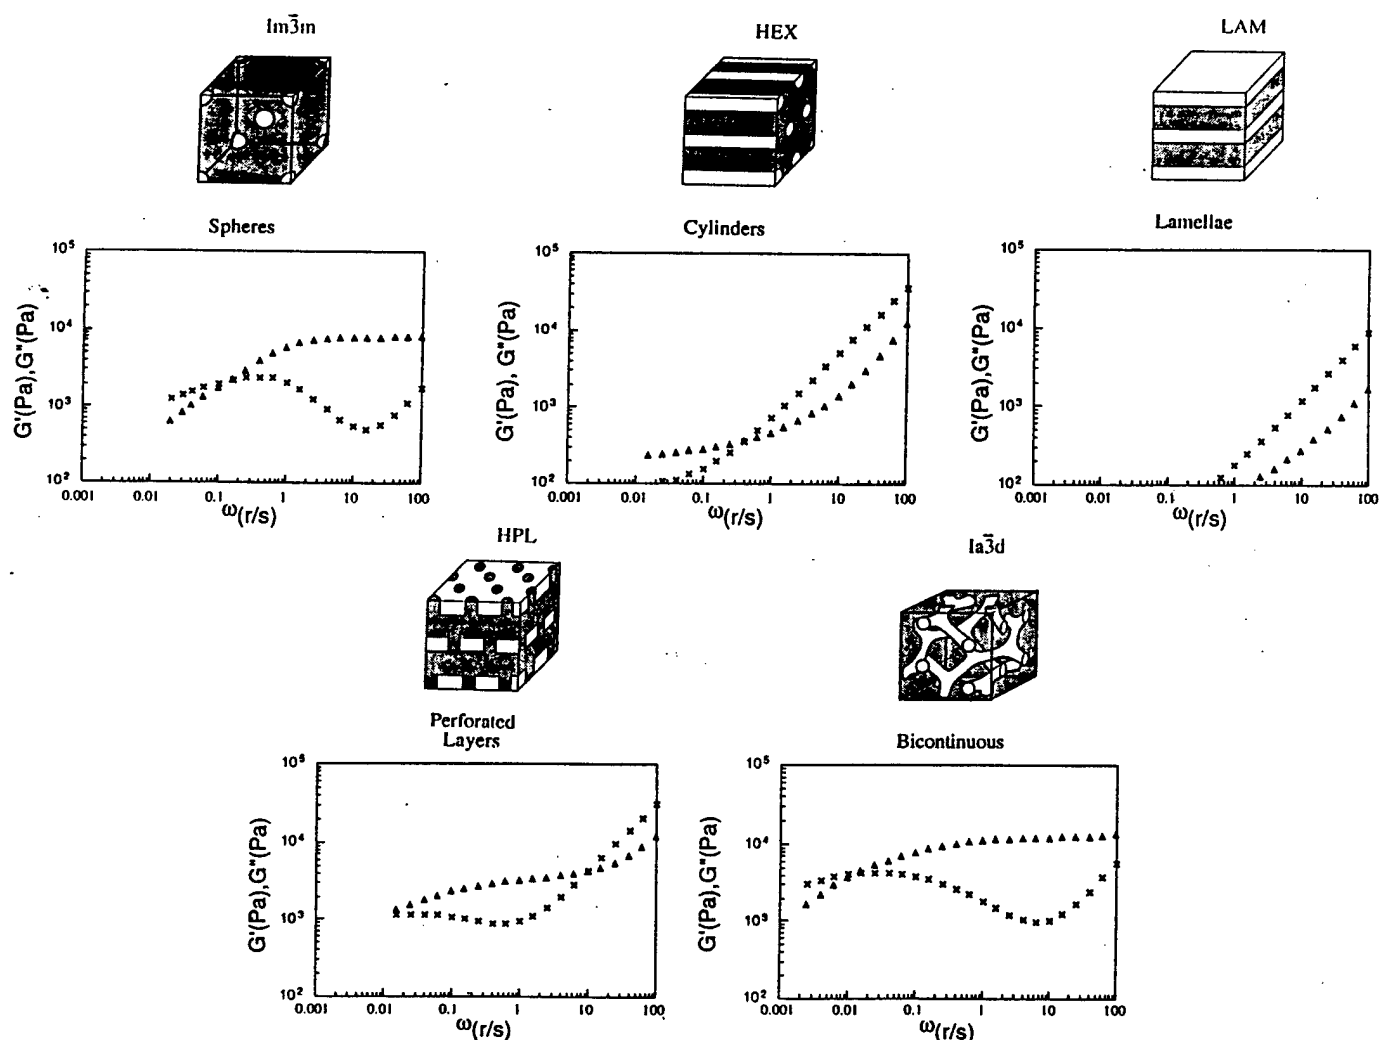 Im3̄m
HEX
LAM
Spheres
Cylinders
Lamellae
10⁵
10⁴
10³
10²
G'(Pa),G"(Pa)
0.001 0.01 0.1 1 10 100
ω(r/s)
10⁵
10⁴
10³
10²
G'(Pa), G"(Pa)
0.001 0.01 0.1 1 10 100
ω(r/s)
10⁵
10⁴
10³
10²
G'(Pa),G"(Pa)
0.001 0.01 0.1 1 10 100
ω(r/s)
HPL
Ia3̄d
Perforated
Layers
Bicontinuous
10⁵
10⁴
10³
10²
G'(Pa),G"(Pa)
0.001 0.01 0.1 1 10 100
ω(r/s)
10⁵
10⁴
10³
10²
G'(Pa),G"(Pa)
0.001 0.01 0.1 1 10 100
ω(r/s)